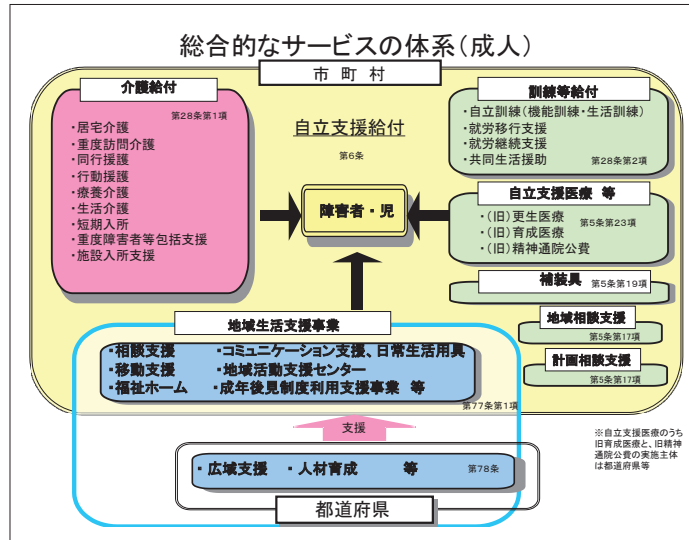 総合的なサービスの体系(成人)
市町村
介護給付
第28条第1項
・居宅介護
・重度訪問介護
・同行援護
・行動援護
・療養介護
・生活介護
・短期入所
・重度障害者等包括支援
・施設入所支援
自立支援給付
第6条
障害者・児
訓練等給付
・自立訓練(機能訓練・生活訓練)
・就労移行支援
・就労継続支援
・共同生活援助 第28条第2項
自立支援医療 等
・(旧)更生医療 第5条第23項
・(旧)育成医療
・(旧)精神通院公費
補装具
第5条第19項
地域相談支援
第5条第17項
計画相談支援
第5条第17項
地域生活支援事業
・相談支援 ・コミュニケーション支援、日常生活用具
・移動支援 ・地域活動支援センター
・福祉ホーム ・成年後見制度利用支援事業 等
第77条第1項
支援
・広域支援 ・人材育成 等 第78条
都道府県
※自立支援医療のうち
旧育成医療と、旧精神
通院公費の実施主体
は都道府県等